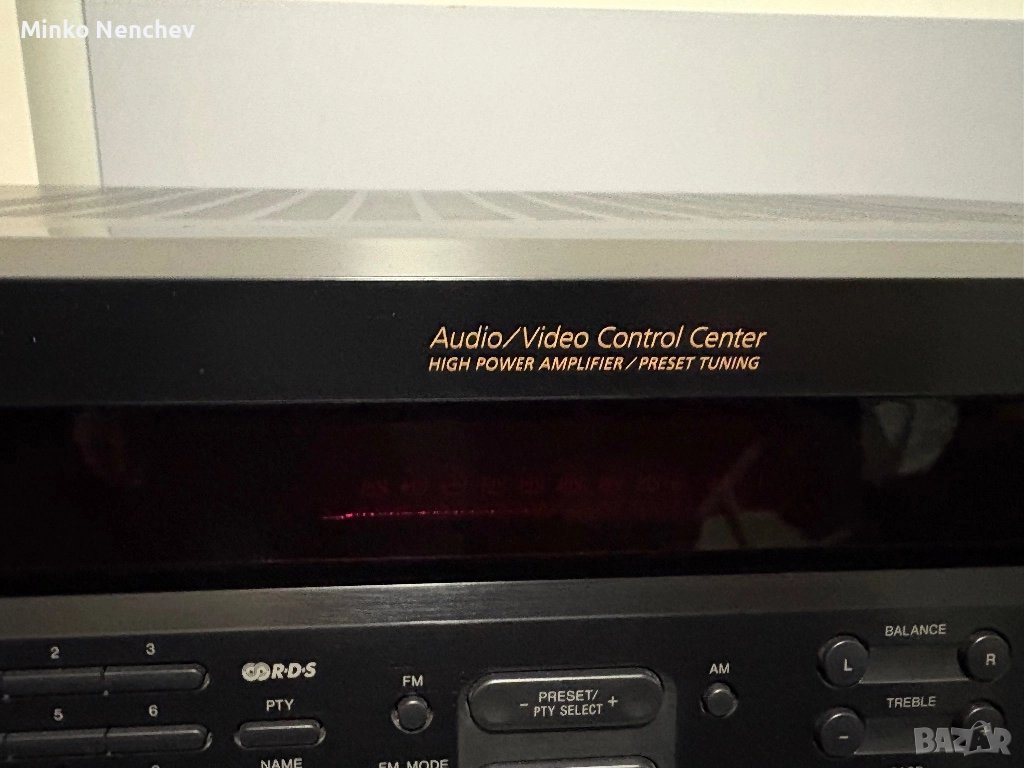 Minko Nenchev
Audio/Video Control Center
HIGH POWER AMPLIFIER / PRESET TUNING
BALANCE
2 3
R·D·S
L R
FM
AM
PRESET/
- PTY SELECT +
PTY
TREBLE
5 6
- +
NAME
FM MODE
BAZAR